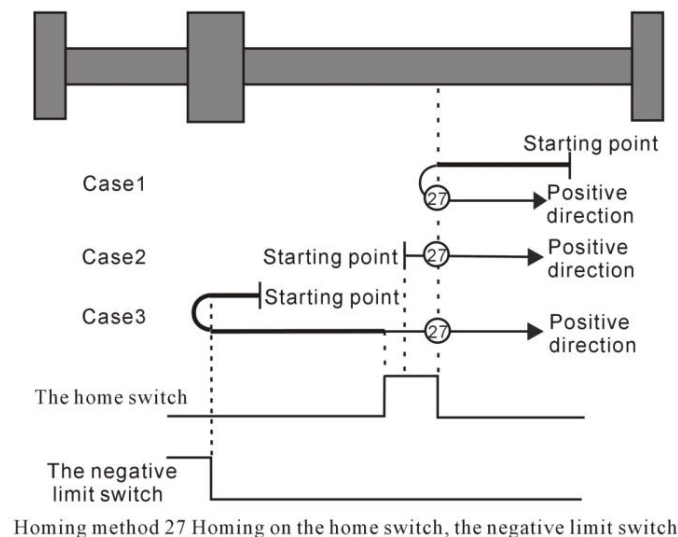 Starting point
Case1
27
Positive
direction
Case2
Starting point
27
Positive
direction
Starting point
Case3
27
Positive
direction
The home switch
The negative
limit switch
Homing method 27 Homing on the home switch, the negative limit switch